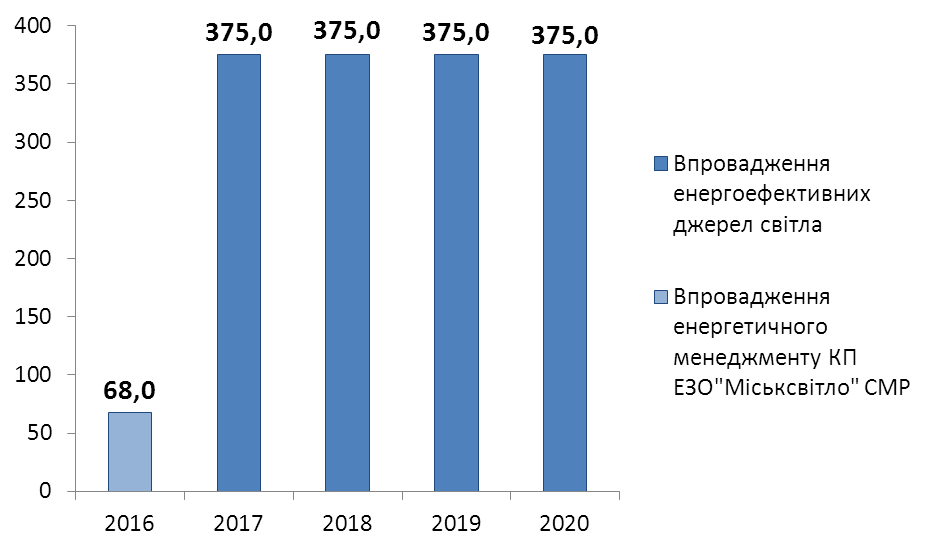 400
350
300
250
200
150
100
50
0
68,0
375,0
375,0
375,0
375,0
2016
2017
2018
2019
2020
Впровадження
енергоефективних
джерел світла
Впровадження
енергетичного
менеджменту КП
ЕЗО"Міськсвітло" СМР